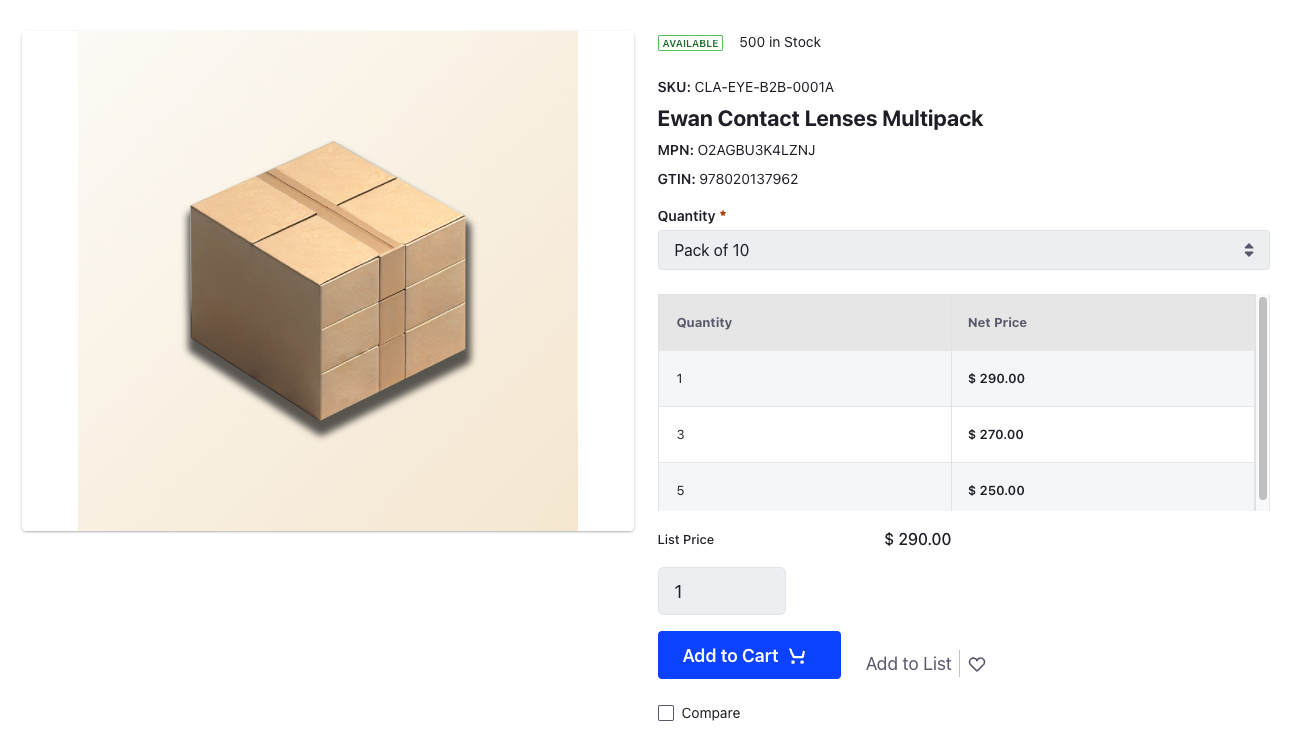 AVAILABLE 500 in Stock
SKU: CLA-EYE-B2B-0001A
Ewan Contact Lenses Multipack
MPN: O2AGBU3K4LZNJ
GTIN: 978020137962
Quantity *
Pack of 10
Quantity Net Price
1 $ 290.00
3 $ 270.00
5 $ 250.00
List Price $ 290.00
1
Add to Cart Add to List
Compare